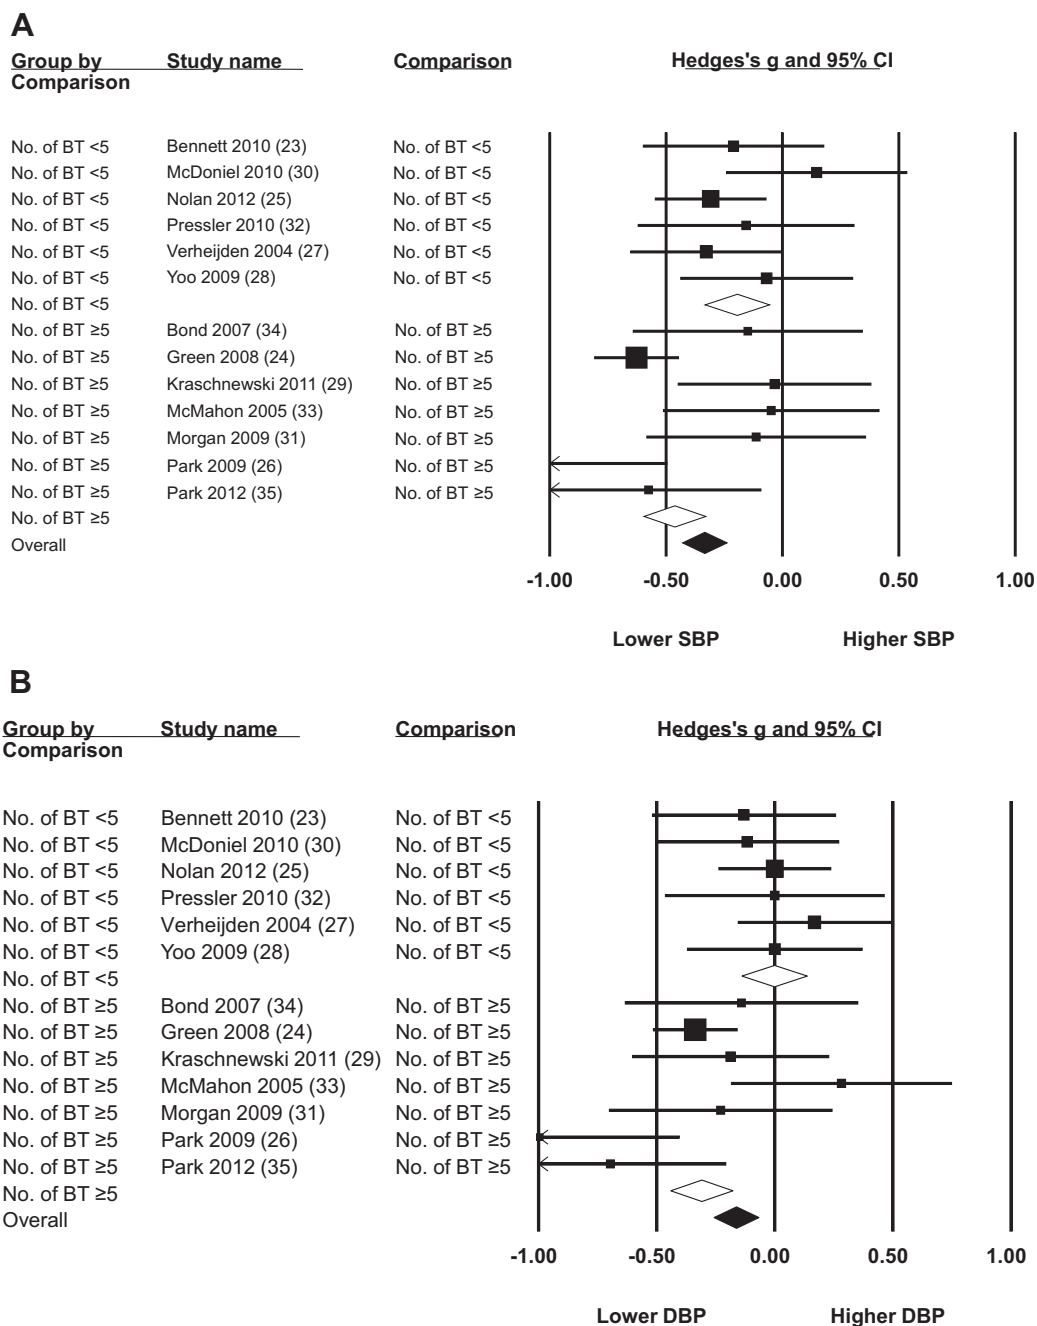 A
Group by Comparison Study name Comparison Hedges's g and 95% CI
No. of BT <5 Bennett 2010 (23) No. of BT <5
No. of BT <5 McDoniel 2010 (30) No. of BT <5
No. of BT <5 Nolan 2012 (25) No. of BT <5
No. of BT <5 Pressler 2010 (32) No. of BT <5
No. of BT <5 Verheijden 2004 (27) No. of BT <5
No. of BT <5 Yoo 2009 (28) No. of BT <5
No. of BT <5
No. of BT ≥5 Bond 2007 (34) No. of BT ≥5
No. of BT ≥5 Green 2008 (24) No. of BT ≥5
No. of BT ≥5 Kraschnewski 2011 (29) No. of BT ≥5
No. of BT ≥5 McMahon 2005 (33) No. of BT ≥5
No. of BT ≥5 Morgan 2009 (31) No. of BT ≥5
No. of BT ≥5 Park 2009 (26) No. of BT ≥5
No. of BT ≥5 Park 2012 (35) No. of BT ≥5
No. of BT ≥5
Overall
-1.00 -0.50 0.00 0.50 1.00
Lower SBP Higher SBP
B
Group by Comparison Study name Comparison Hedges's g and 95% CI
No. of BT <5 Bennett 2010 (23) No. of BT <5
No. of BT <5 McDoniel 2010 (30) No. of BT <5
No. of BT <5 Nolan 2012 (25) No. of BT <5
No. of BT <5 Pressler 2010 (32) No. of BT <5
No. of BT <5 Verheijden 2004 (27) No. of BT <5
No. of BT <5 Yoo 2009 (28) No. of BT <5
No. of BT <5
No. of BT ≥5 Bond 2007 (34) No. of BT ≥5
No. of BT ≥5 Green 2008 (24) No. of BT ≥5
No. of BT ≥5 Kraschnewski 2011 (29) No. of BT ≥5
No. of BT ≥5 McMahon 2005 (33) No. of BT ≥5
No. of BT ≥5 Morgan 2009 (31) No. of BT ≥5
No. of BT ≥5 Park 2009 (26) No. of BT ≥5
No. of BT ≥5 Park 2012 (35) No. of BT ≥5
No. of BT ≥5
Overall
-1.00 -0.50 0.00 0.50 1.00
Lower DBP Higher DBP